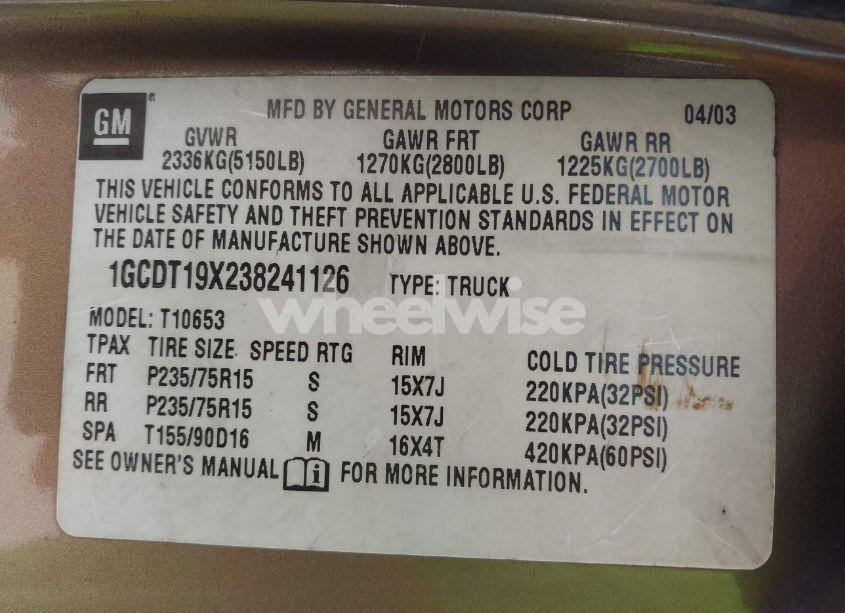 GM®
MFD BY GENERAL MOTORS CORP 04/03
GVWR GAWR FRT GAWR RR
2336KG(5150LB) 1270KG(2800LB) 1225KG(2700LB)
THIS VEHICLE CONFORMS TO ALL APPLICABLE U.S. FEDERAL MOTOR
VEHICLE SAFETY AND THEFT PREVENTION STANDARDS IN EFFECT ON
THE DATE OF MANUFACTURE SHOWN ABOVE.
1GCDT19X238241126 TYPE: TRUCK
wheelwise
MODEL: T10653
TPAX TIRE SIZE SPEED RTG RIM COLD TIRE PRESSURE
FRT P235/75R15 S 15X7J 220KPA(32PSI)
RR P235/75R15 S 15X7J 220KPA(32PSI)
SPA T155/90D16 M 16X4T 420KPA(60PSI)
SEE OWNER'S MANUAL i FOR MORE INFORMATION.